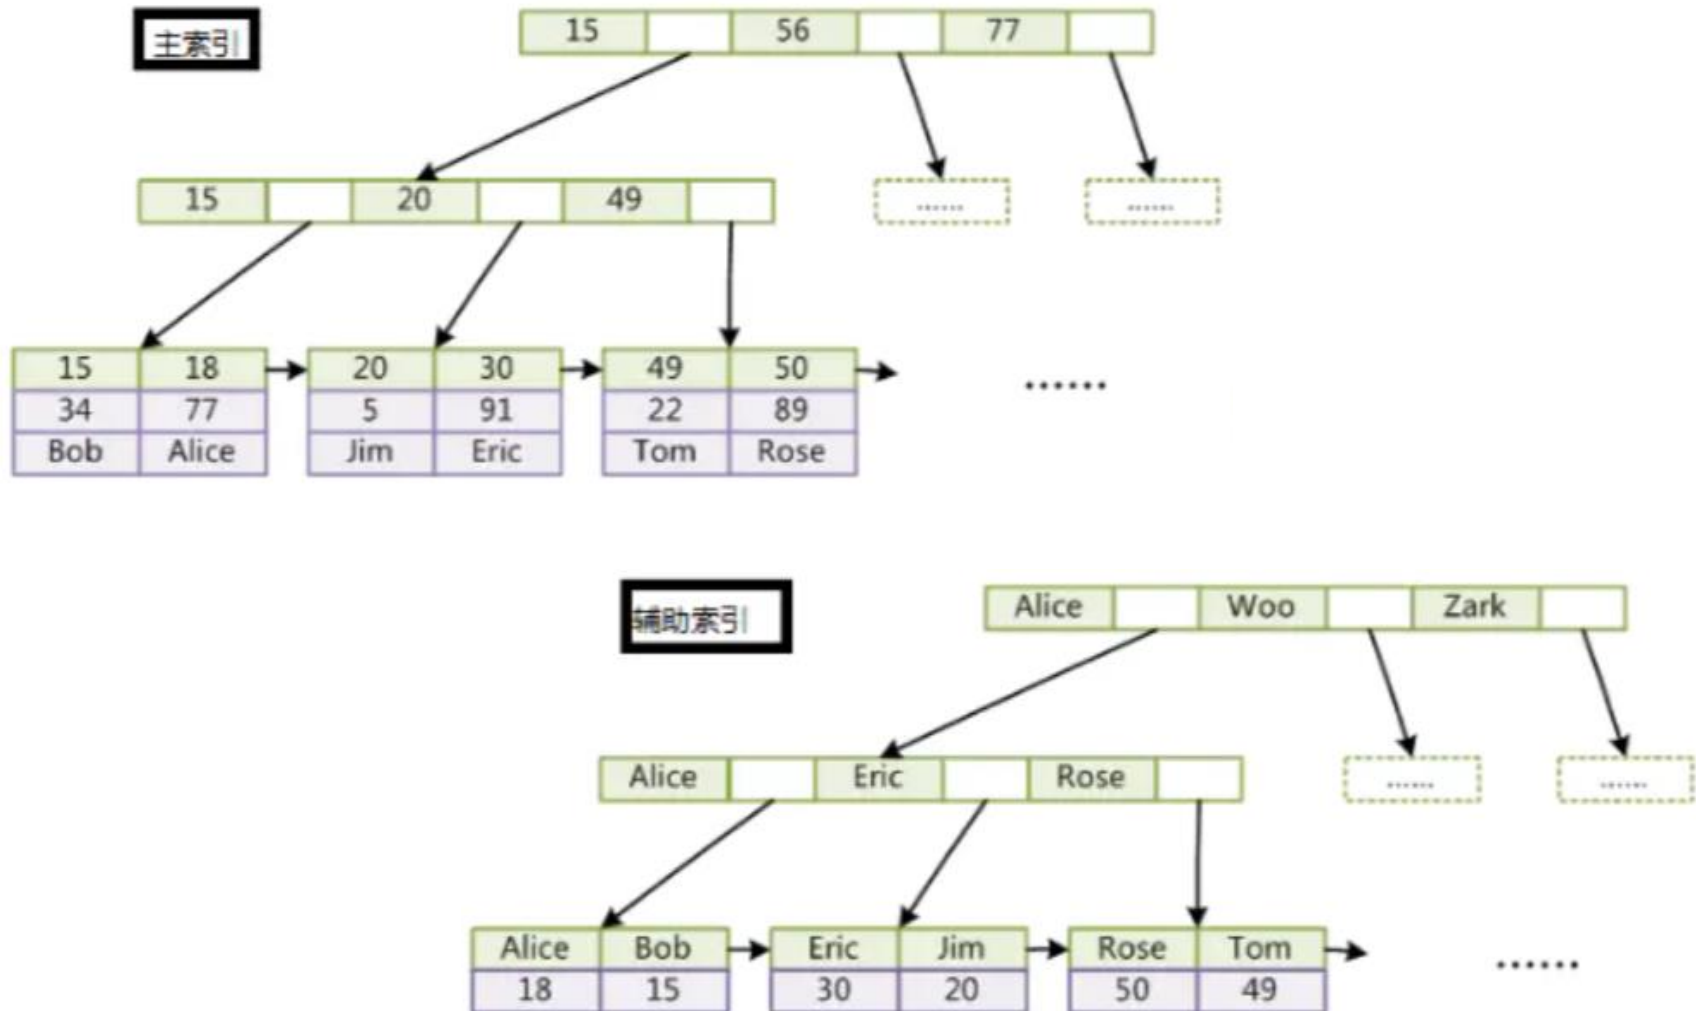 主索引
15 56 77
15 20 49
...... ......
15 18 20 30 49 50
34 77 5 91 22 89
Bob Alice Jim Eric Tom Rose
......
辅助索引
Alice Woo Zark
Alice Eric Rose
...... ......
Alice Bob Eric Jim Rose Tom
18 15 30 20 50 49
......